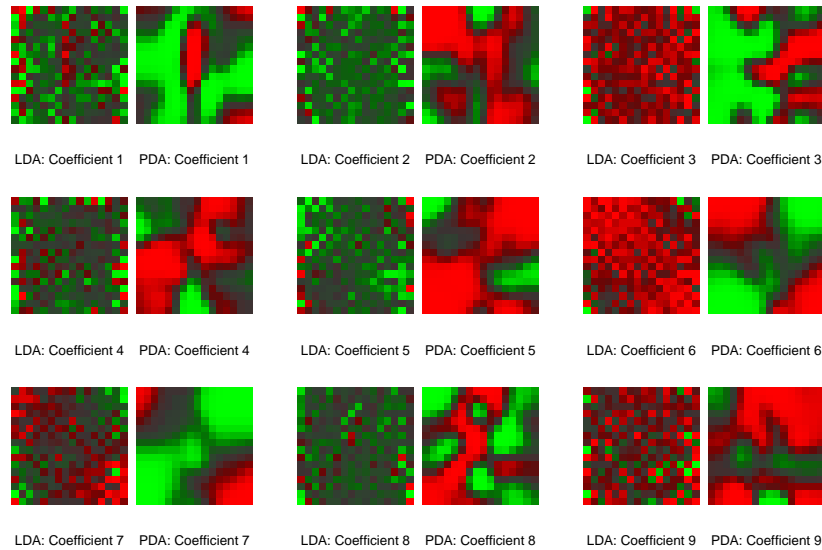 LDA: Coefficient 1 PDA: Coefficient 1 LDA: Coefficient 2 PDA: Coefficient 2 LDA: Coefficient 3 PDA: Coefficient 3
LDA: Coefficient 4 PDA: Coefficient 4 LDA: Coefficient 5 PDA: Coefficient 5 LDA: Coefficient 6 PDA: Coefficient 6
LDA: Coefficient 7 PDA: Coefficient 7 LDA: Coefficient 8 PDA: Coefficient 8 LDA: Coefficient 9 PDA: Coefficient 9